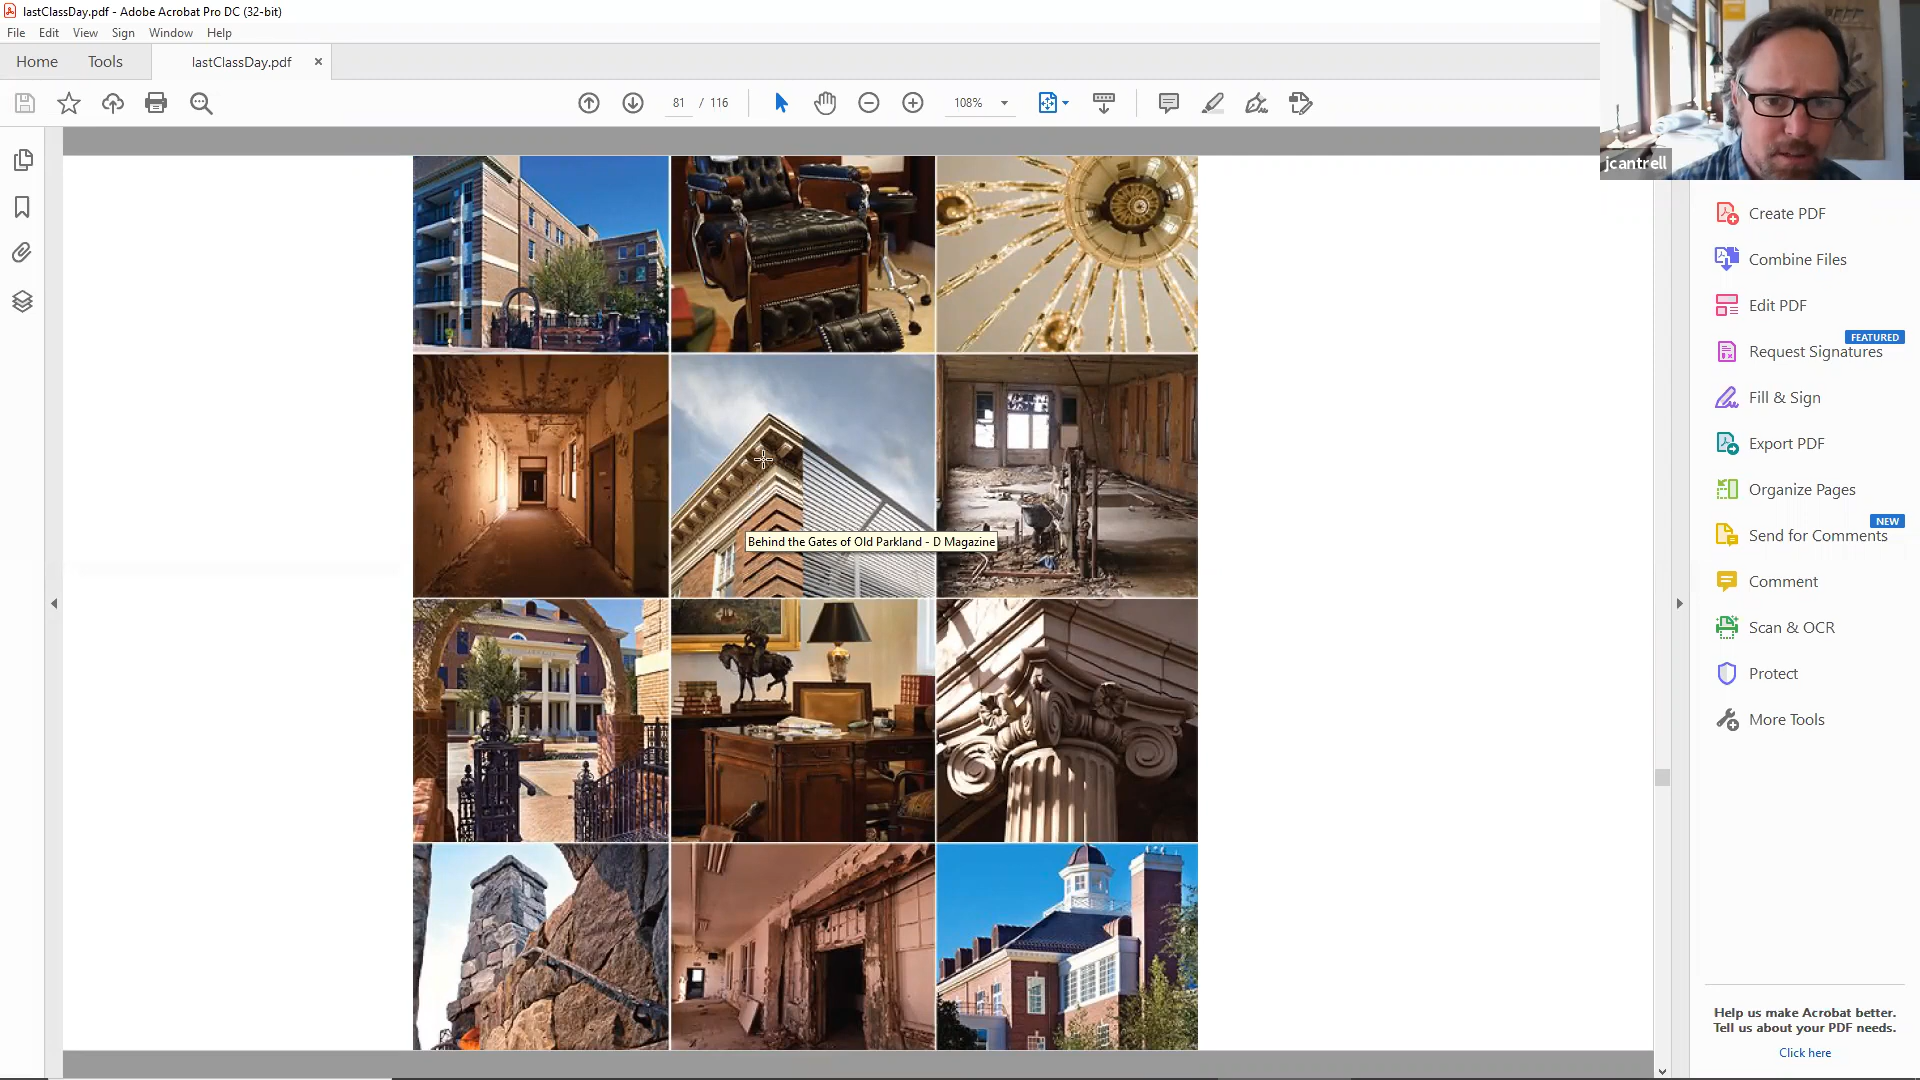 lastClassDay.pdf - Adobe Acrobat Pro DC (32-bit)
File Edit View Sign Window Help
Home Tools lastClassDay.pdf ×
81 / 116 108%
jcantrell
Create PDF
Combine Files
Edit PDF
FEATURED
Request Signatures
Fill & Sign
Export PDF
Organize Pages
NEW
Send for Comments
Comment
Scan & OCR
Protect
More Tools
Behind the Gates of Old Parkland - D Magazine
Help us make Acrobat better.
Tell us about your PDF needs.
Click here